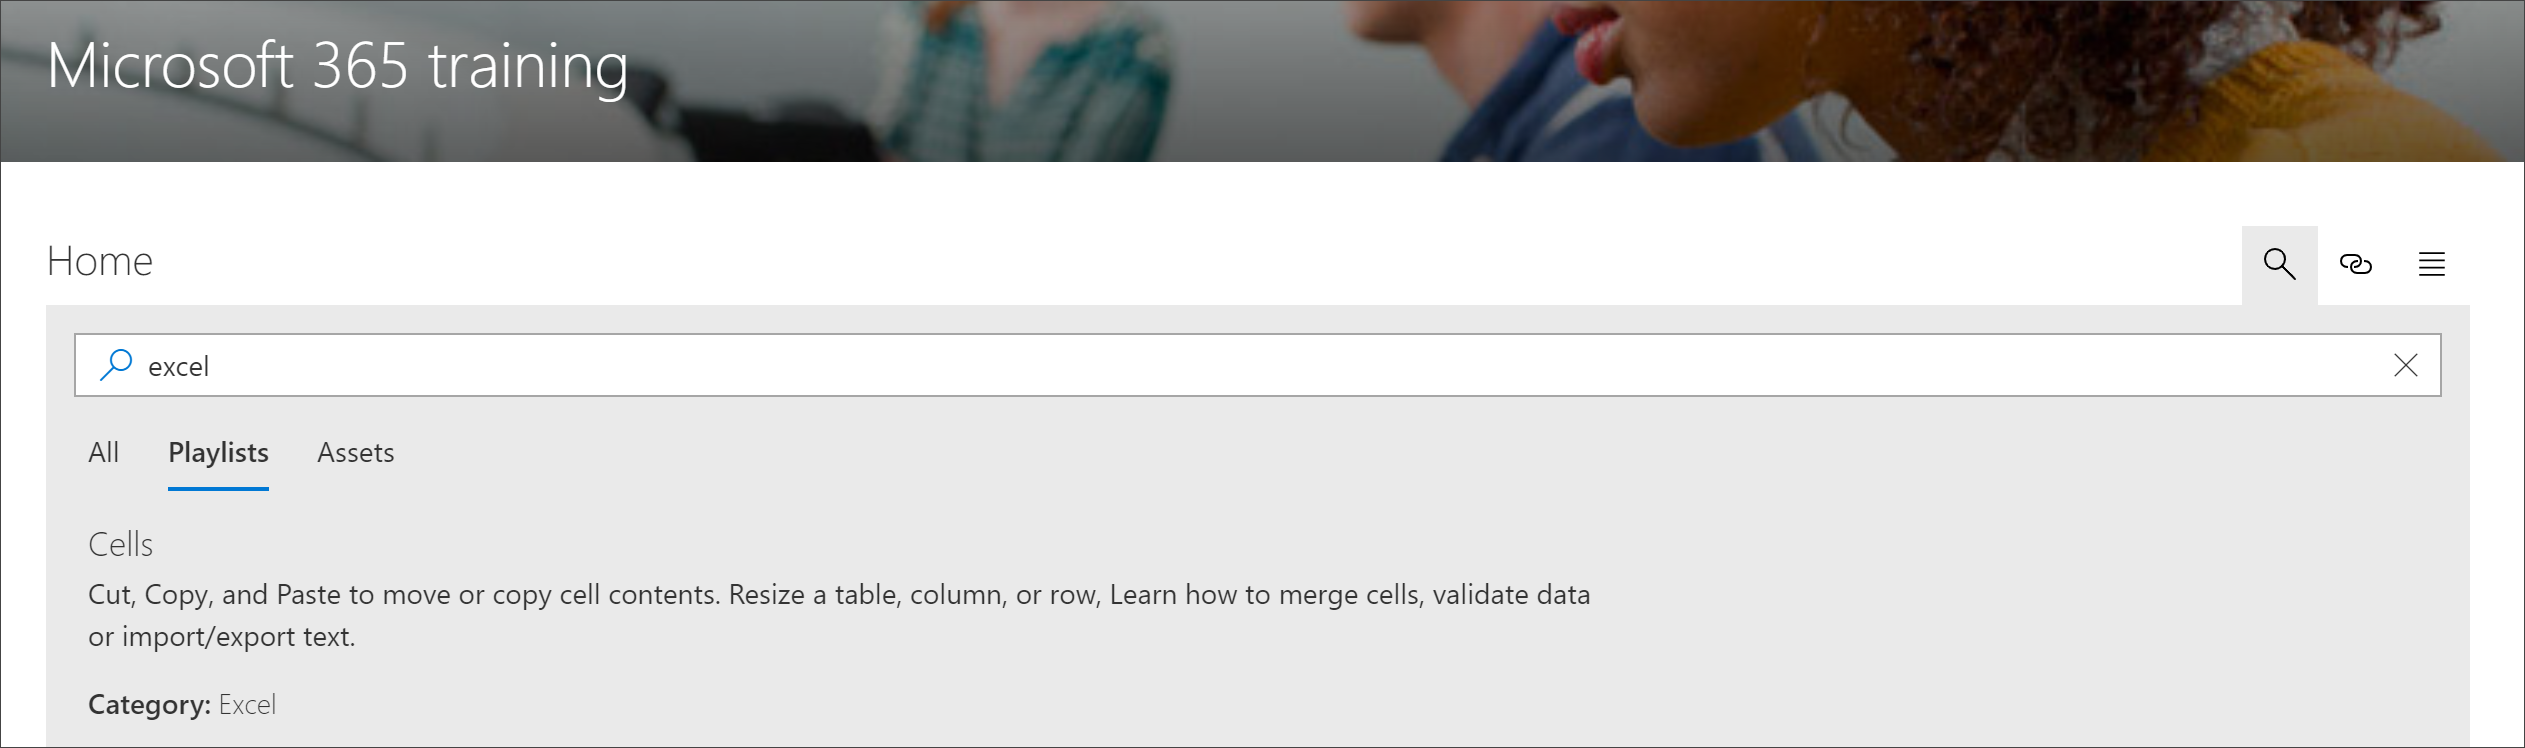 Microsoft 365 training
Home
excel
All Playlists Assets
Cells
Cut, Copy, and Paste to move or copy cell contents. Resize a table, column, or row, Learn how to merge cells, validate data
or import/export text.
Category: Excel